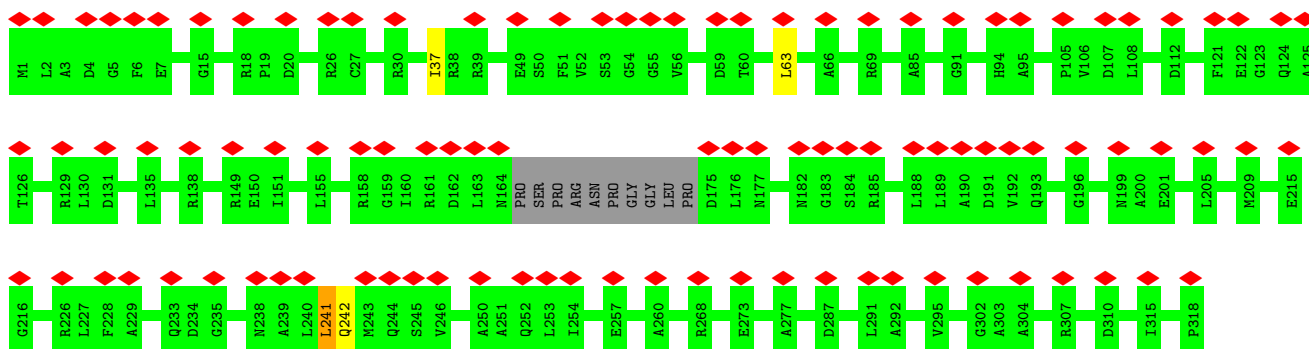 M1 L2 A3 D4 G5 F6 E7 G15 R18 P19 D20 R26 C27 R30 I37 R38 R39 E49 S50 F51 V52 S53 G54 G55 V56 D59 T60 L63 A66 R69 A85 G91 H94 A95 P105 V106 D107 L108 D112 F121 E122 G123 Q124 A125
T126 R129 L130 D131 L135 R138 R149 E150 I151 L155 R158 G159 I160 R161 D162 L163 N164 PRO SER PRO ARG ASN PRO GLY GLY LEU PRO D175 L176 N177 N182 G183 S184 R185 L188 L189 A190 D191 V192 Q193 G196 N199 A200 E201 L205 M209 E215
G216 R226 L227 F228 A229 Q233 D234 G235 N238 A239 L240 L241 Q242 M243 Q244 S245 V246 A250 A251 Q252 L253 I254 E257 A260 R268 E273 A277 D287 L291 A292 V295 G302 A303 A304 R307 D310 I315 P318